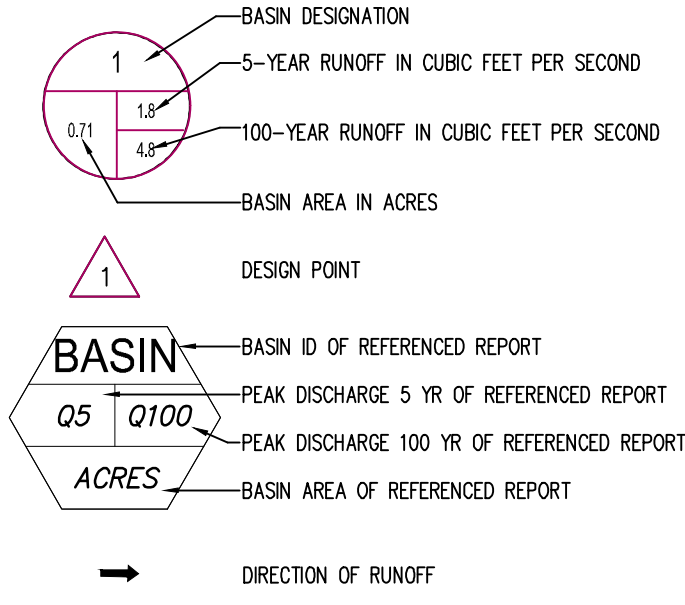 BASIN DESIGNATION
1
5-YEAR RUNOFF IN CUBIC FEET PER SECOND
1.8
0.71
100-YEAR RUNOFF IN CUBIC FEET PER SECOND
4.8
BASIN AREA IN ACRES
1
DESIGN POINT
BASIN
BASIN ID OF REFERENCED REPORT
PEAK DISCHARGE 5 YR OF REFERENCED REPORT
Q5 Q100
PEAK DISCHARGE 100 YR OF REFERENCED REPORT
ACRES
BASIN AREA OF REFERENCED REPORT
DIRECTION OF RUNOFF